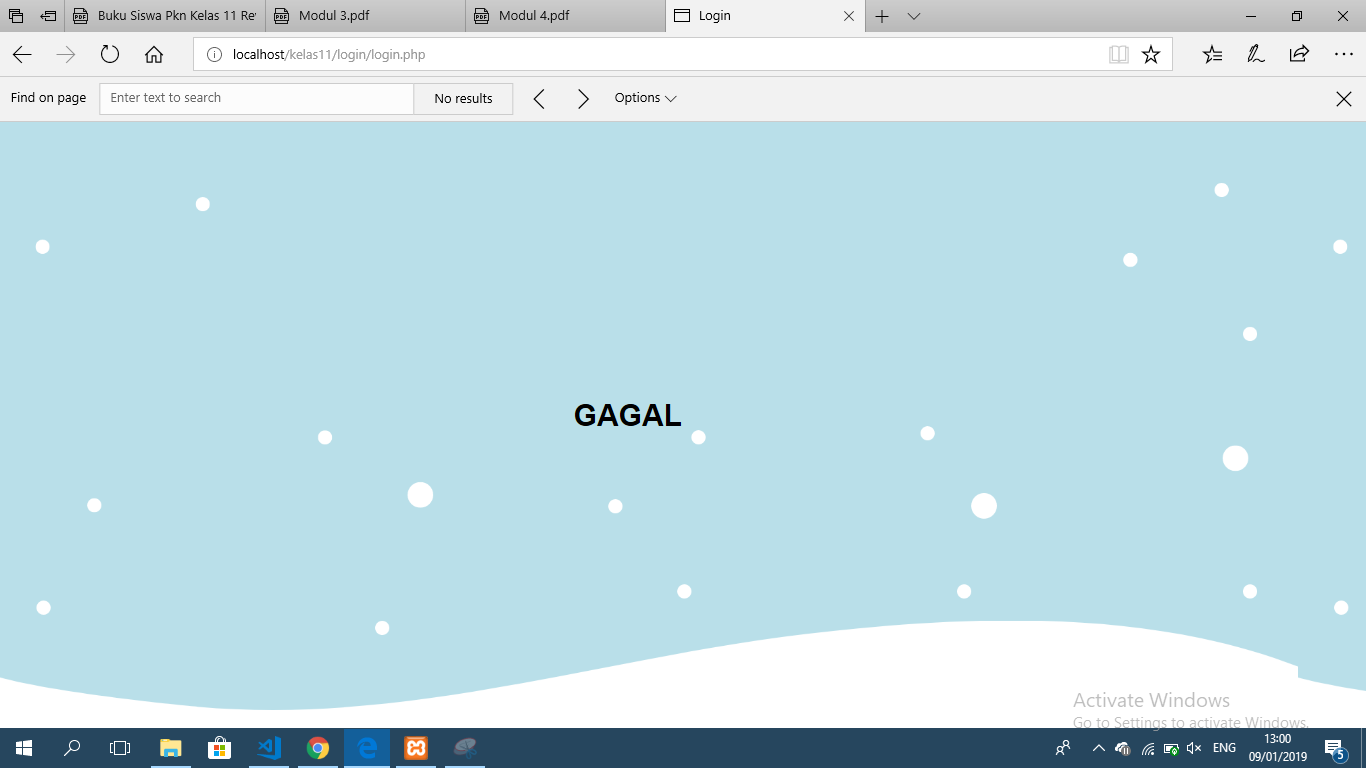 Buku Siswa Pkn Kelas 11 Re
Modul 3.pdf
Modul 4.pdf
Login
localhost/kelas11/login/login.php
Find on page
Enter text to search
No results
Options
GAGAL
Activate Windows
Go to Settings to activate Windows.
ENG
13:00
09/01/2019
5